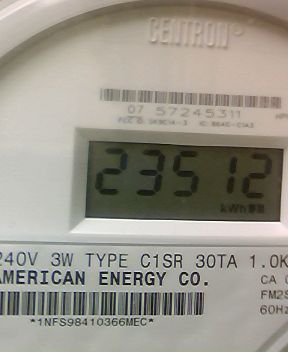 CENTRON®
07 57245311
23512
kWh
240V 3W TYPE C1SR 30TA 1.0K
AMERICAN ENERGY CO.
CA
FM2S
60Hz
*1NFS98410366MEC*